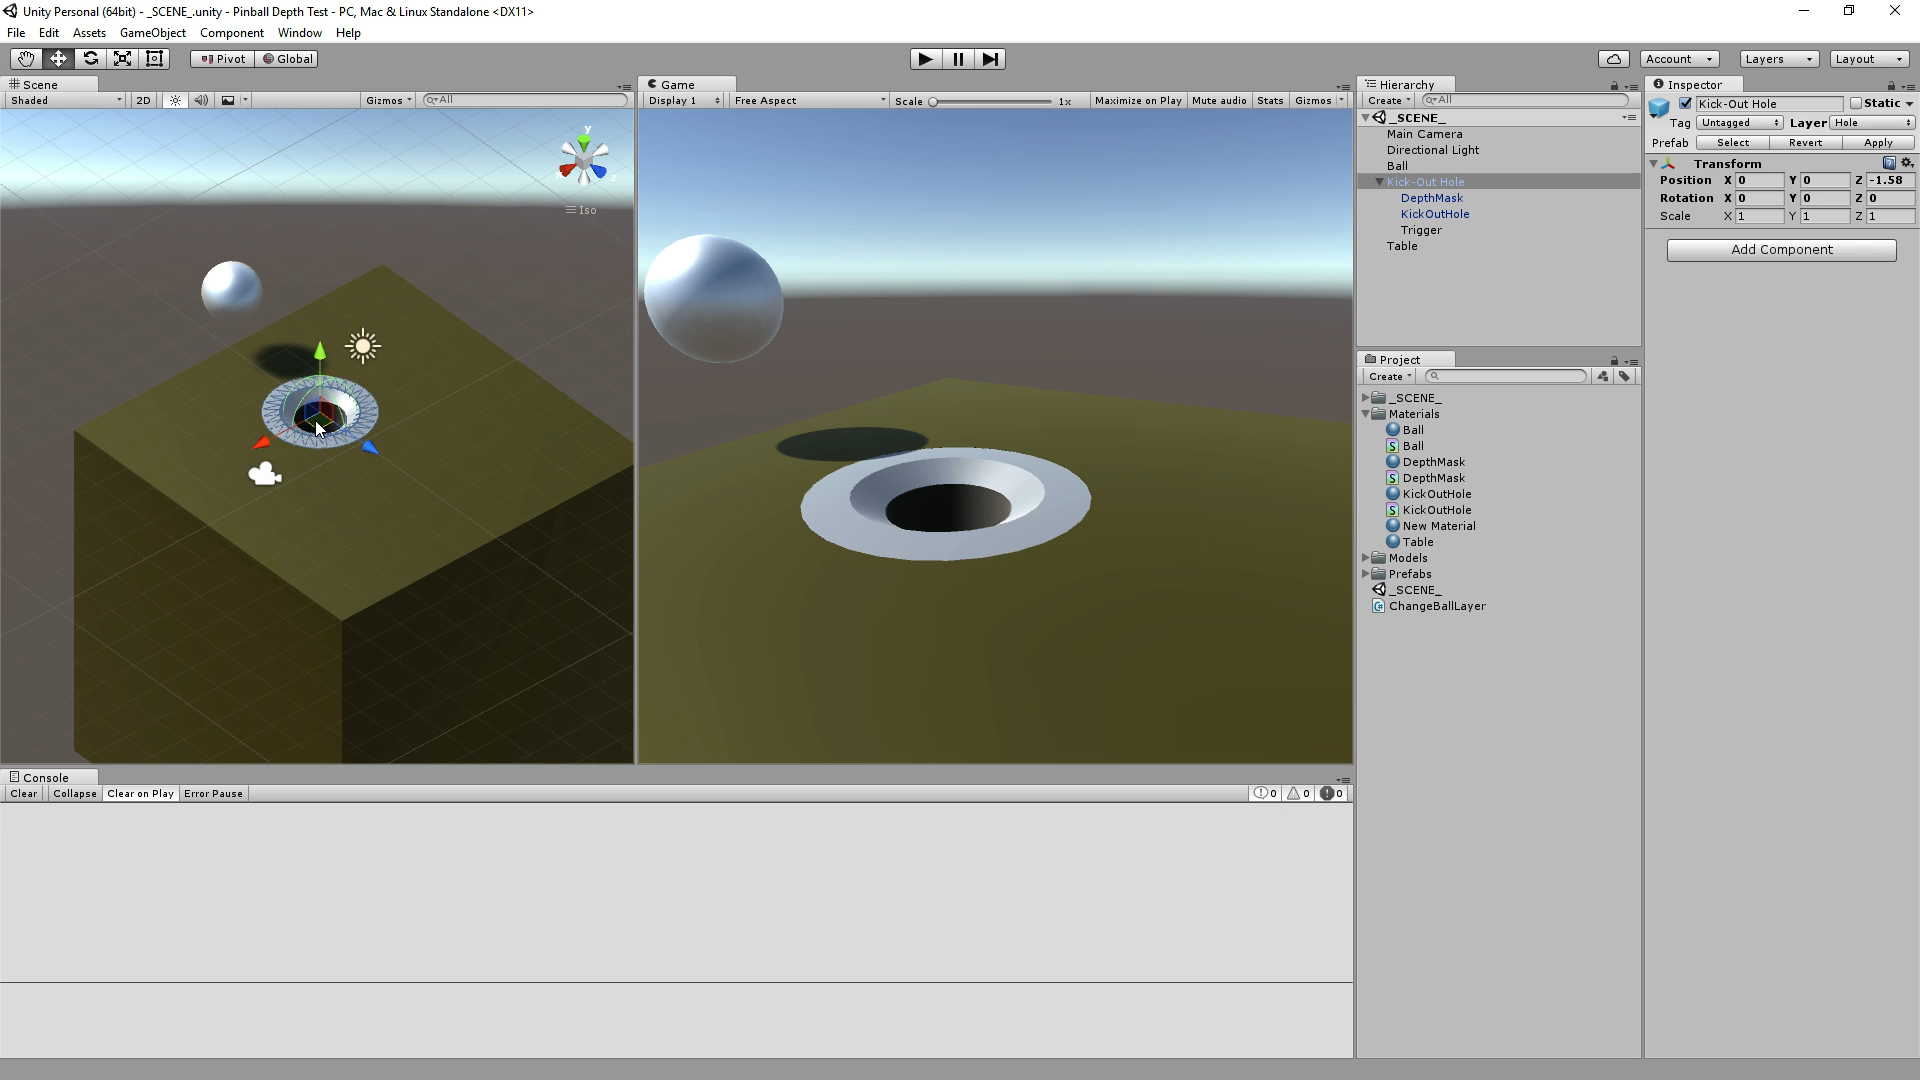 Unity Personal (64bit) - _SCENE_.unity - Pinball Depth Test - PC, Mac & Linux Standalone <DX11>
File Edit Assets GameObject Component Window Help
Pivot Global Account Layers Layout
Scene
Shaded 2D Gizmos All
y
Iso
Game
Display 1 Free Aspect Scale 1x Maximize on Play Mute audio Stats Gizmos
Hierarchy
Create All
_SCENE_
Main Camera
Directional Light
Ball
Kick-Out Hole
DepthMask
KickOutHole
Trigger
Table
Project
Create
_SCENE_
Materials
Ball
S Ball
DepthMask
S DepthMask
KickOutHole
S KickOutHole
New Material
Table
Models
Prefabs
_SCENE_
ChangeBallLayer
Inspector
Kick-Out Hole Static
Tag Untagged Layer Hole
Prefab Select Revert Apply
Transform
Position X 0 Y 0 Z -1.58
Rotation X 0 Y 0 Z 0
Scale X 1 Y 1 Z 1
Add Component
Console
Clear Collapse Clear on Play Error Pause 0 0 0